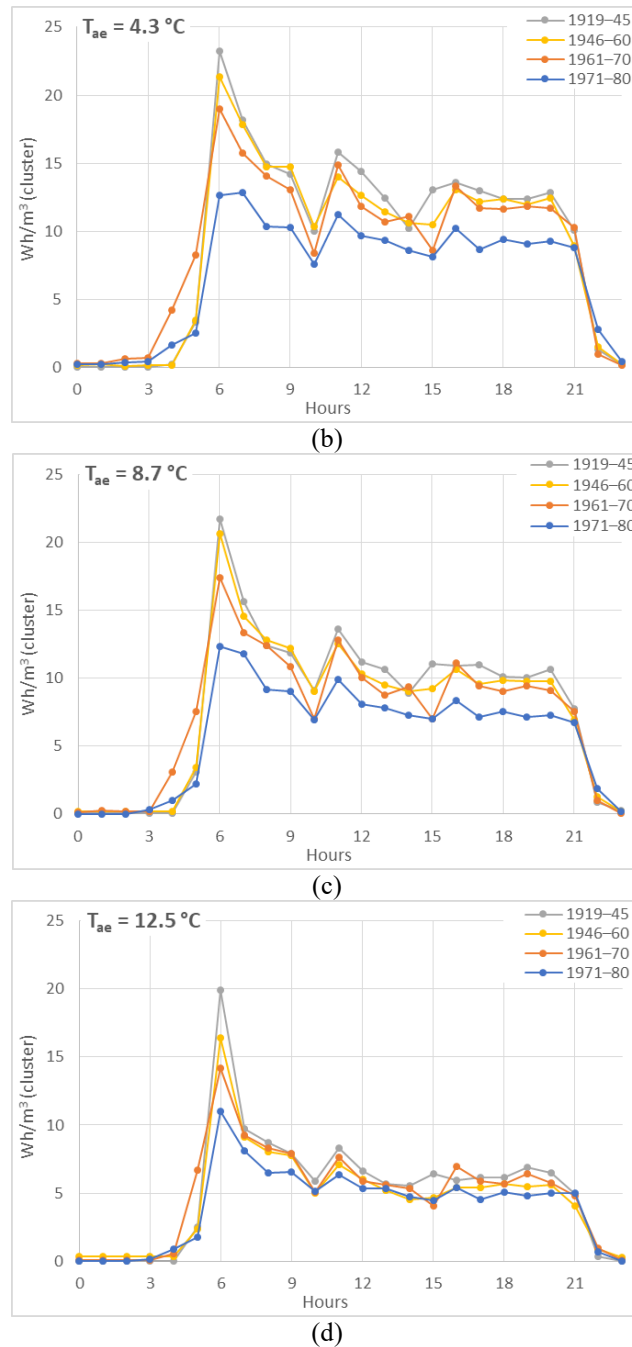 T_ae = 4.3 °C
1919–45
1946–60
1961–70
1971–80
25
20
15
10
5
0
Wh/m³ (cluster)
0 3 6 9 12 15 18 21
Hours
(b)
T_ae = 8.7 °C
1919–45
1946–60
1961–70
1971–80
25
20
15
10
5
0
Wh/m³ (cluster)
0 3 6 9 12 15 18 21
Hours
(c)
T_ae = 12.5 °C
1919–45
1946–60
1961–70
1971–80
25
20
15
10
5
0
Wh/m³ (cluster)
0 3 6 9 12 15 18 21
Hours
(d)